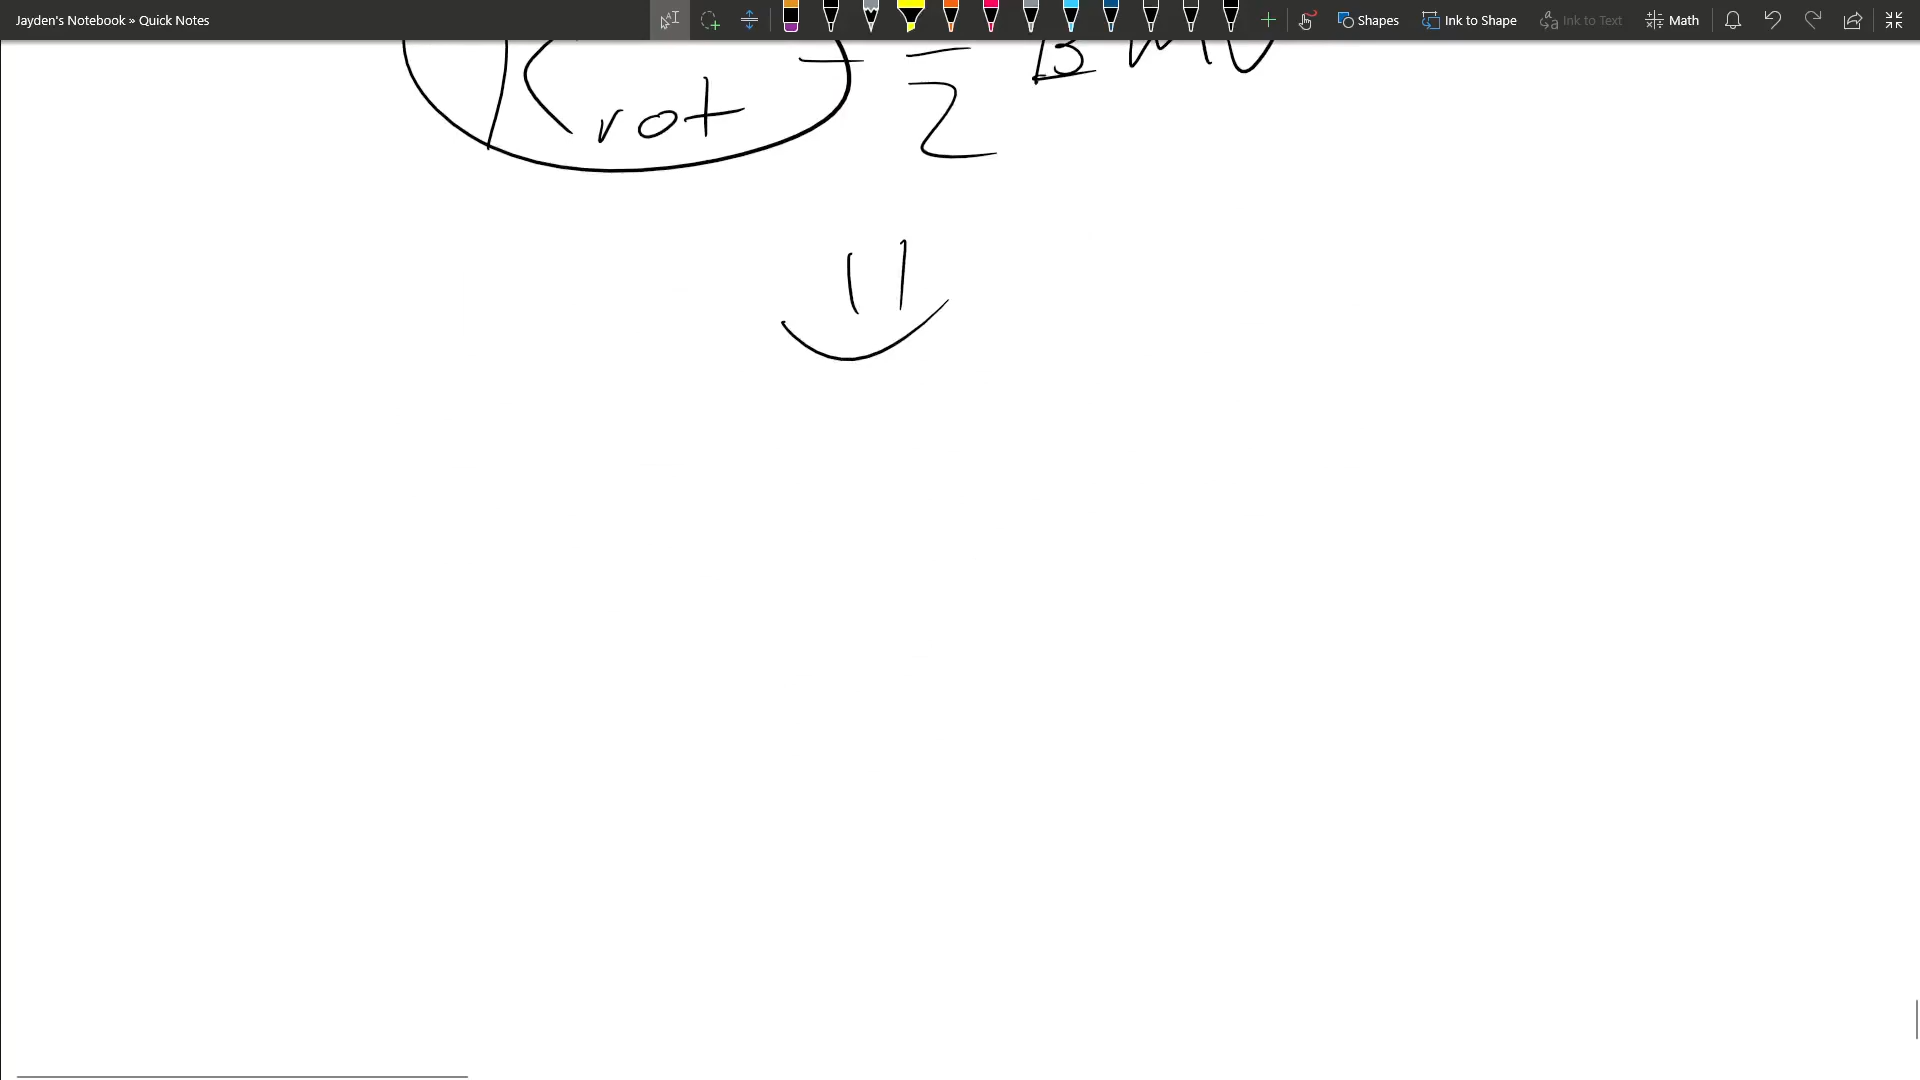 Jayden's Notebook » Quick Notes
Shapes
Ink to Shape
Ink to Text
Math
K rot = 2